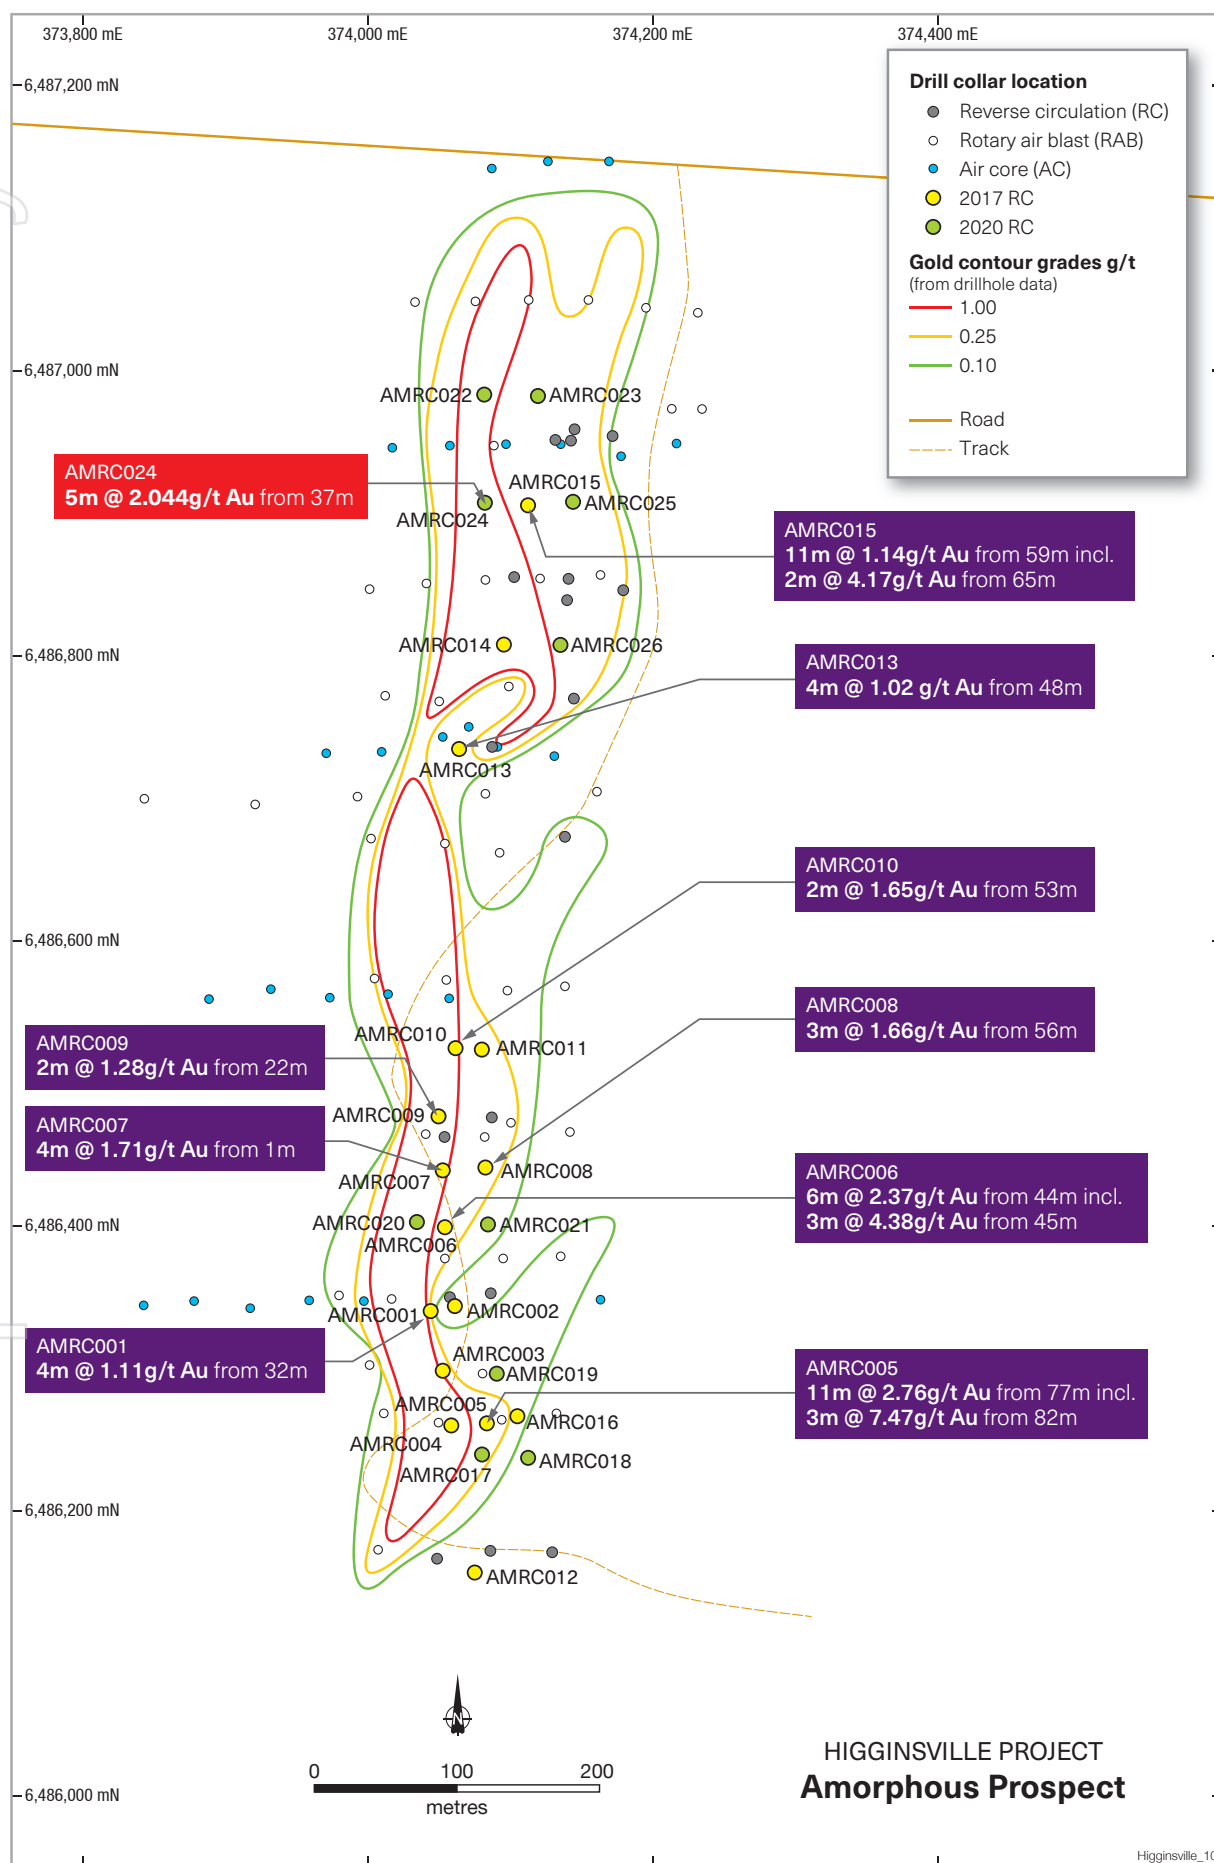 373,800 mE
374,000 mE
374,200 mE
374,400 mE
6,487,200 mN
Drill collar location
Reverse circulation (RC)
Rotary air blast (RAB)
Air core (AC)
2017 RC
2020 RC
Gold contour grades g/t
(from drillhole data)
1.00
0.25
0.10
Road
Track
6,487,000 mN
AMRC022
AMRC023
AMRC024
5m @ 2.044g/t Au from 37m
AMRC015
AMRC025
AMRC024
AMRC015
11m @ 1.14g/t Au from 59m incl.
2m @ 4.17g/t Au from 65m
AMRC014
AMRC026
6,486,800 mN
AMRC013
4m @ 1.02 g/t Au from 48m
AMRC013
AMRC010
2m @ 1.65g/t Au from 53m
6,486,600 mN
AMRC008
3m @ 1.66g/t Au from 56m
AMRC010
AMRC011
AMRC009
2m @ 1.28g/t Au from 22m
AMRC009
AMRC007
4m @ 1.71g/t Au from 1m
AMRC008
AMRC007
AMRC006
6m @ 2.37g/t Au from 44m incl.
3m @ 4.38g/t Au from 45m
6,486,400 mN
AMRC020
AMRC021
AMRC006
AMRC001
AMRC002
AMRC001
4m @ 1.11g/t Au from 32m
AMRC003
AMRC019
AMRC005
11m @ 2.76g/t Au from 77m incl.
3m @ 7.47g/t Au from 82m
AMRC005
AMRC016
AMRC004
AMRC018
AMRC017
6,486,200 mN
AMRC012
N
0
100
200
metres
HIGGINSVILLE PROJECT
Amorphous Prospect
6,486,000 mN
Higginsville_10